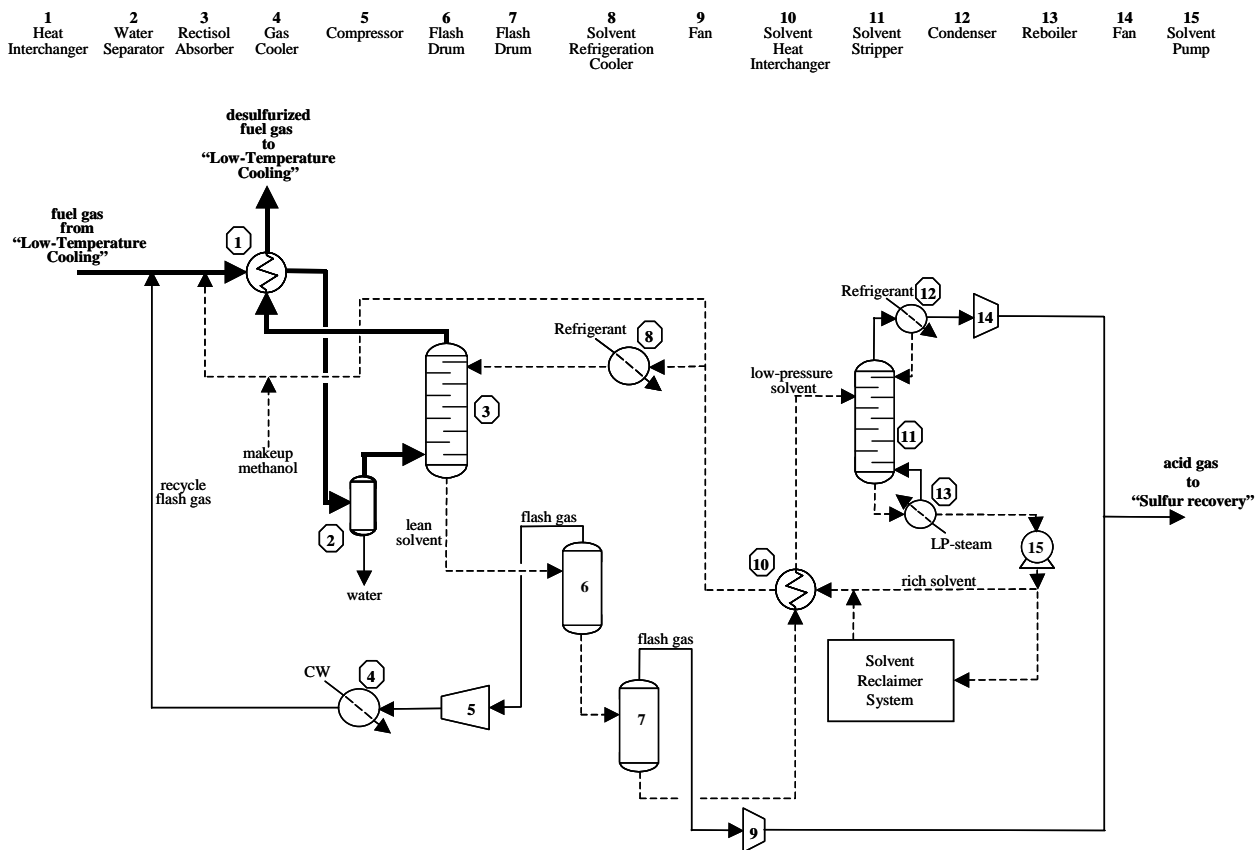 1 2 3 4 5 6 7 8 9 10 11 12 13 14 15
Heat Water Rectisol Gas Compressor Flash Flash Solvent Fan Solvent Solvent Condenser Reboiler Fan Solvent
Interchanger Separator Absorber Cooler Drum Drum Refrigeration Heat Stripper Pump
Cooler Interchanger
desulfurized
fuel gas
to
“Low-Temperature
Cooling”
fuel gas
from
“Low-Temperature
Cooling”
1
Refrigerant
12
14
Refrigerant
8
low-pressure
solvent
3
11
makeup
methanol
recycle
flash gas
acid gas
to
“Sulfur recovery”
13
LP-steam
2
lean
solvent
flash gas
15
10
rich solvent
water
6
flash gas
Solvent
Reclaimer
System
CW
4
5
7
9